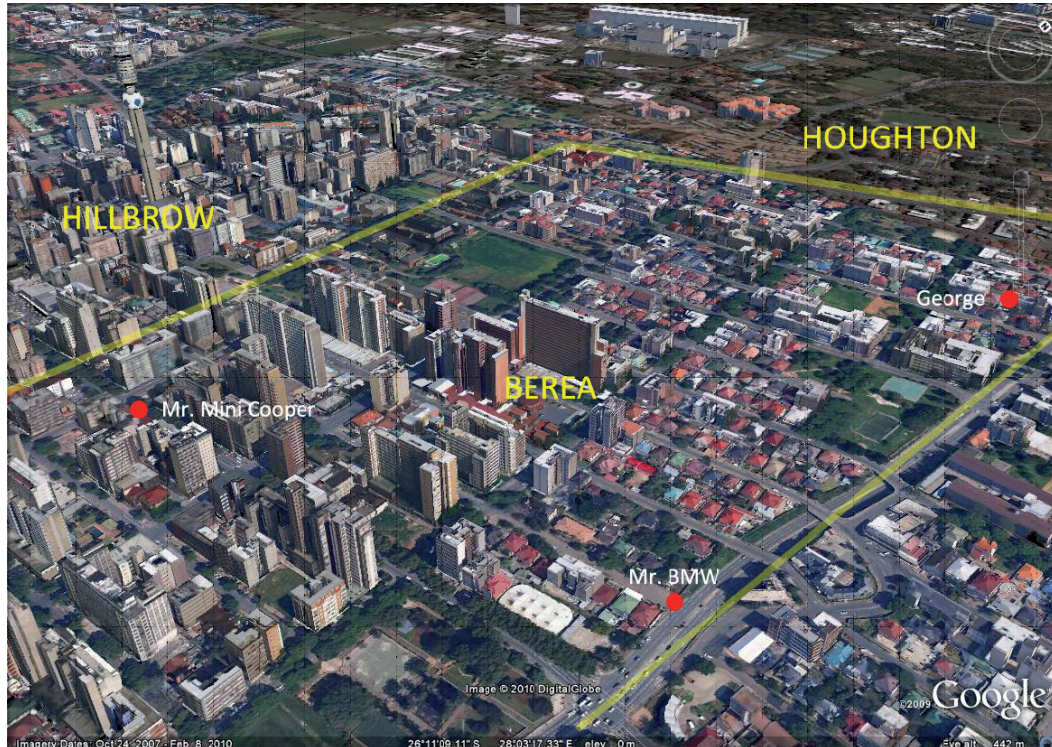 HOUGHTON
HILLBROW
George
BEREA
Mr. Mini Cooper
Mr. BMW
Image © 2010 DigitalGlobe
©2009 Google
Imagery Dates: Oct 24, 2007 - Feb 8, 2010
26°11'09.11" S 28°03'17.33" E elev 0 m
Eye alt 442 m